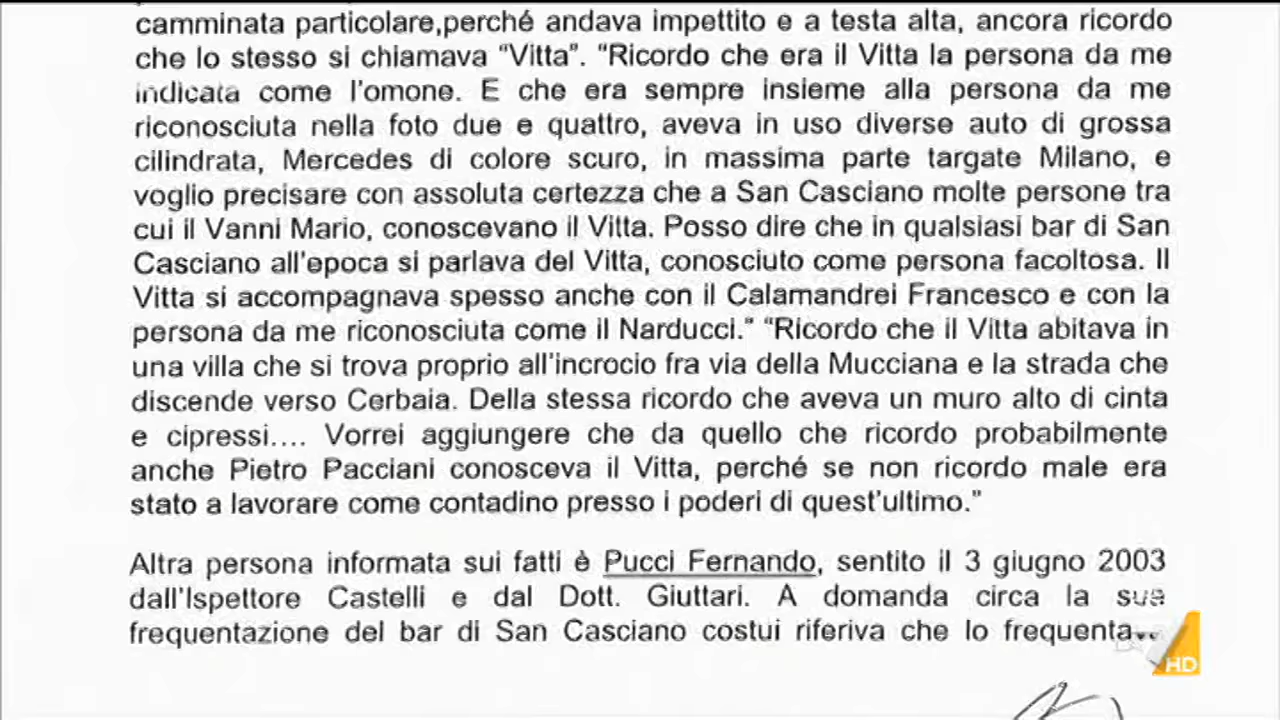 camminata particolare,perché andava impettito e a testa alta, ancora ricordo
che lo stesso si chiamava “Vitta”. “Ricordo che era il Vitta la persona da me
indicata come l'omone. E che era sempre insieme alla persona da me
riconosciuta nella foto due e quattro, aveva in uso diverse auto di grossa
cilindrata, Mercedes di colore scuro, in massima parte targate Milano, e
voglio precisare con assoluta certezza che a San Casciano molte persone tra
cui il Vanni Mario, conoscevano il Vitta. Posso dire che in qualsiasi bar di San
Casciano all'epoca si parlava del Vitta, conosciuto come persona facoltosa. Il
Vitta si accompagnava spesso anche con il Calamandrei Francesco e con la
persona da me riconosciuta come il Narducci.” “Ricordo che il Vitta abitava in
una villa che si trova proprio all'incrocio fra via della Mucciana e la strada che
discende verso Cerbaia. Della stessa ricordo che aveva un muro alto di cinta
e cipressi.... Vorrei aggiungere che da quello che ricordo probabilmente
anche Pietro Pacciani conosceva il Vitta, perché se non ricordo male era
stato a lavorare come contadino presso i poderi di quest'ultimo.”
Altra persona informata sui fatti è Pucci Fernando, sentito il 3 giugno 2003
dall'Ispettore Castelli e dal Dott. Giuttari. A domanda circa la sua
frequentazione del bar di San Casciano costui riferiva che lo
HD